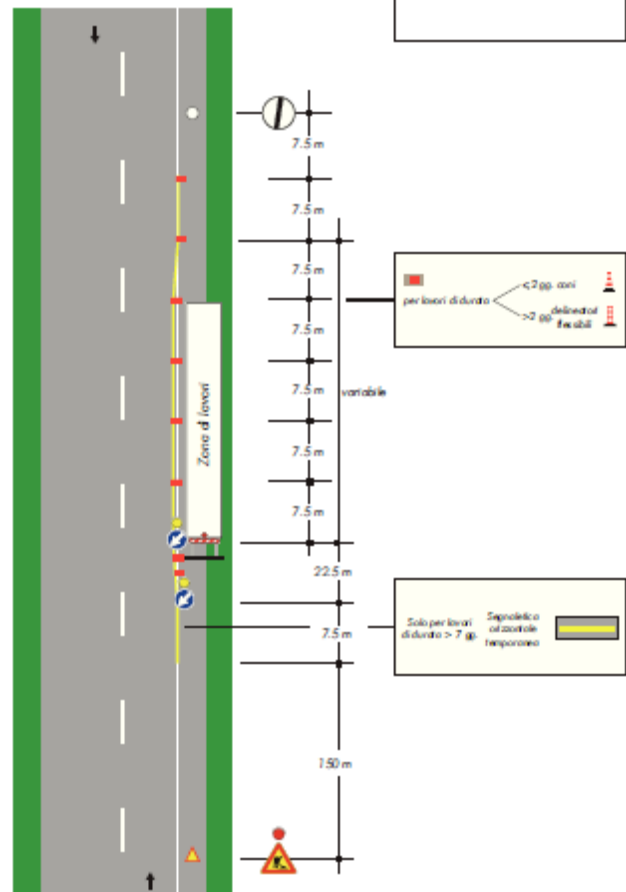 7.5 m
7.5 m
7.5 m
per lavori di durata
< 2 gg. coni
>2 gg. delineatori
flessibili
7.5 m
Zona di lavori
7.5 m
variabile
7.5 m
7.5 m
22.5 m
Solo per lavori
di durata > 7 gg.
Segnaletica
orizzontale
temporanea
7.5 m
150 m